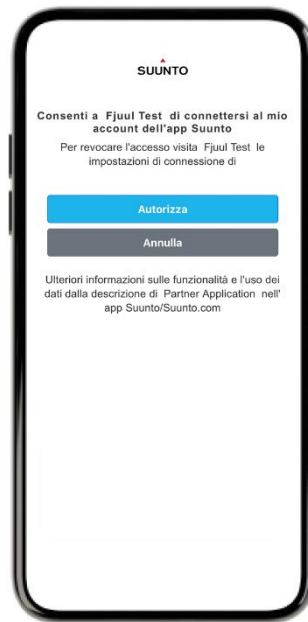 SUUNTO
Consenti a Fjuul Test di connettersi al mio
account dell'app Suunto
Per revocare l'accesso visita Fjuul Test le
impostazioni di connessione di
Autorizza
Annulla
Ulteriori informazioni sulle funzionalità e l'uso dei
dati dalla descrizione di Partner Application nell'
app Suunto/Suunto.com